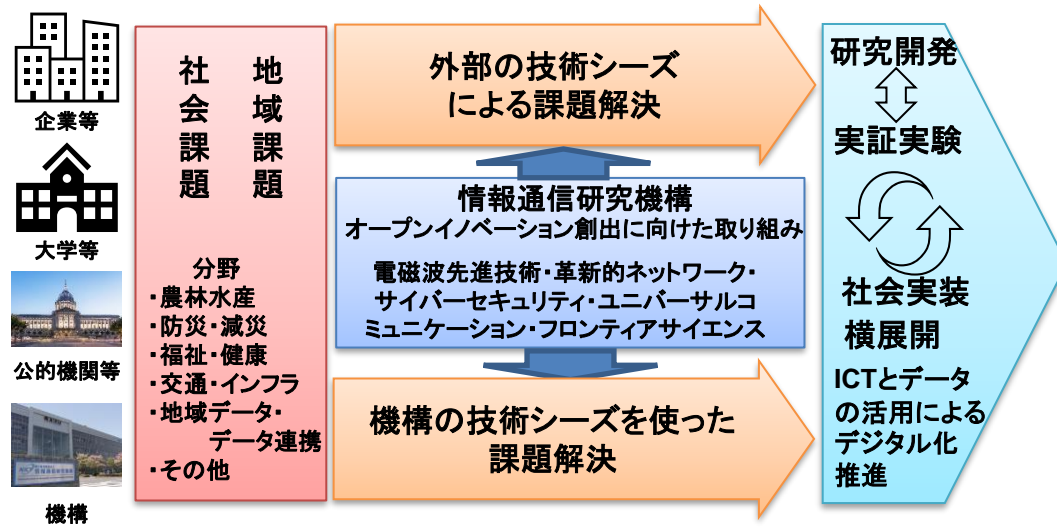 企業等
大学等
公的機関等
機構
社会課題
地域課題
分野
・農林水産
・防災・減災
・福祉・健康
・交通・インフラ
・地域データ・
データ連携
・その他
外部の技術シーズ
による課題解決
情報通信研究機構
オープンイノベーション創出に向けた取り組み
電磁波先進技術・革新的ネットワーク・
サイバーセキュリティ・ユニバーサルコ
ミュニケーション・フロンティアサイエンス
機構の技術シーズを使った
課題解決
研究開発
実証実験
社会実装
横展開
ICTとデータ
の活用による
デジタル化
推進